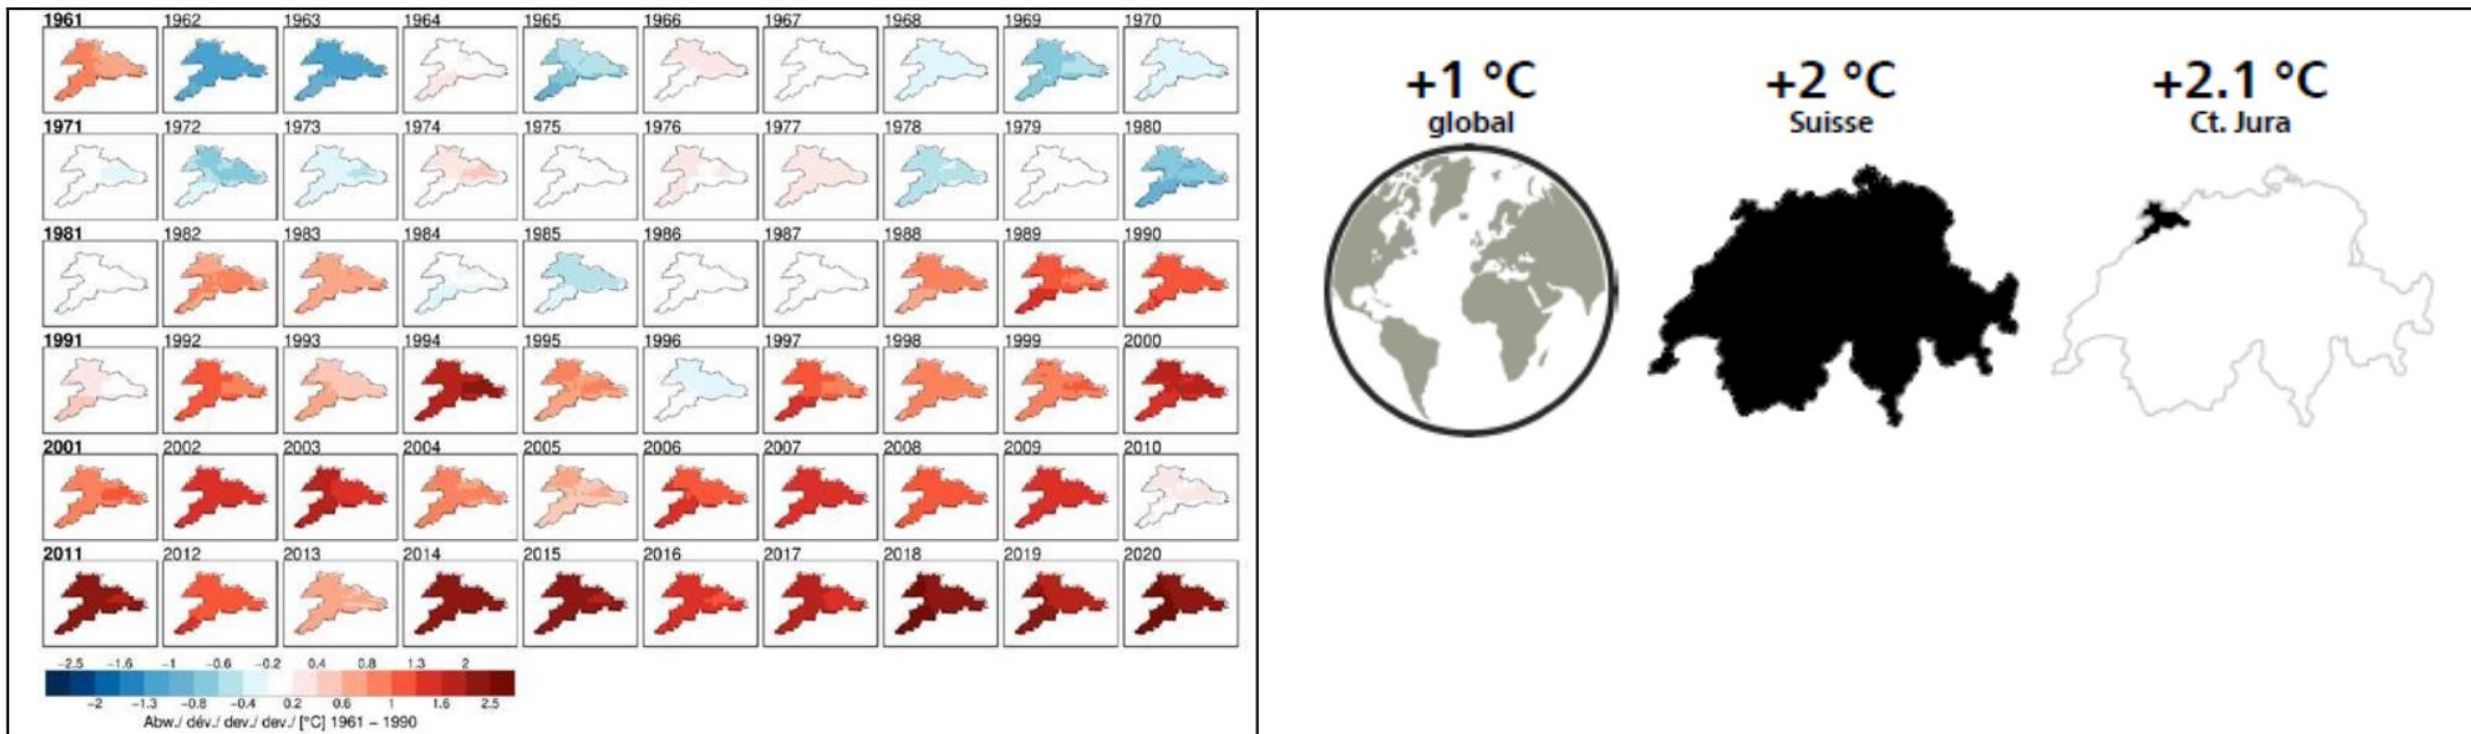 1961 1962 1963 1964 1965 1966 1967 1968 1969 1970
1971 1972 1973 1974 1975 1976 1977 1978 1979 1980
1981 1982 1983 1984 1985 1986 1987 1988 1989 1990
1991 1992 1993 1994 1995 1996 1997 1998 1999 2000
2001 2002 2003 2004 2005 2006 2007 2008 2009 2010
2011 2012 2013 2014 2015 2016 2017 2018 2019 2020
−2.5 −1.6 −1 −0.6 −0.2 0.4 0.8 1.3 2
−2 −1.3 −0.8 −0.4 0.2 0.6 1 1.6 2.5
Abw./ dév./ dev./ dev./ [°C] 1961 – 1990
+1 °C
global
+2 °C
Suisse
+2.1 °C
Ct. Jura